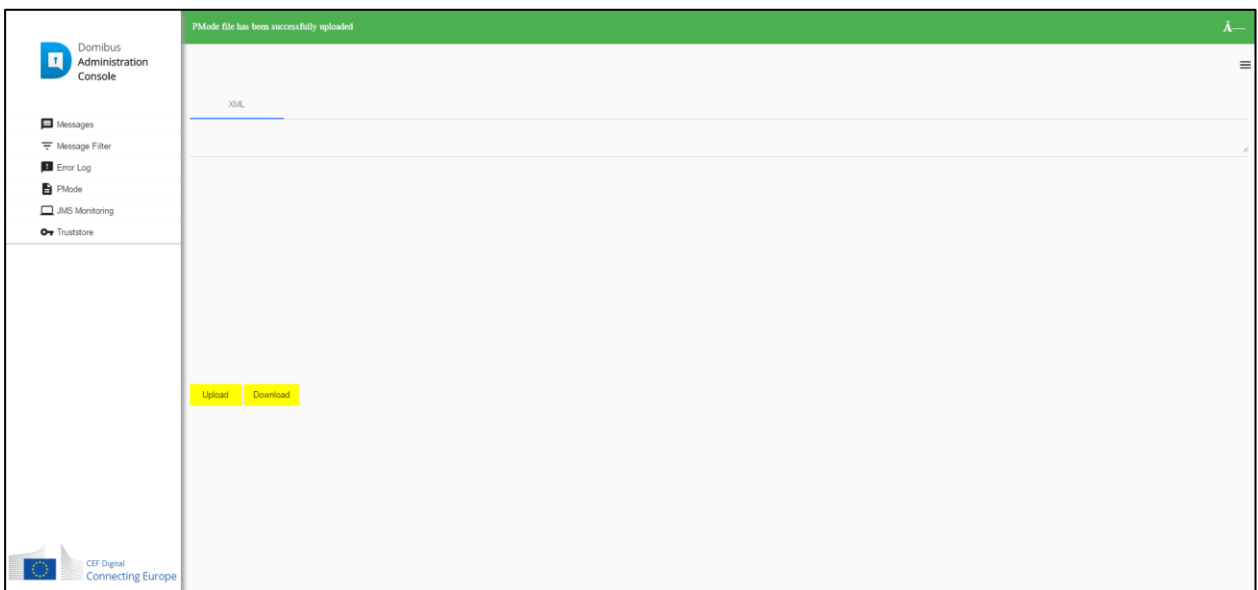 PMode file has been successfully uploaded Ã—
Domibus
Administration
Console
XML
Messages
Message Filter
Error Log
PMode
JMS Monitoring
Truststore
Upload Download
CEF Digital
Connecting Europe